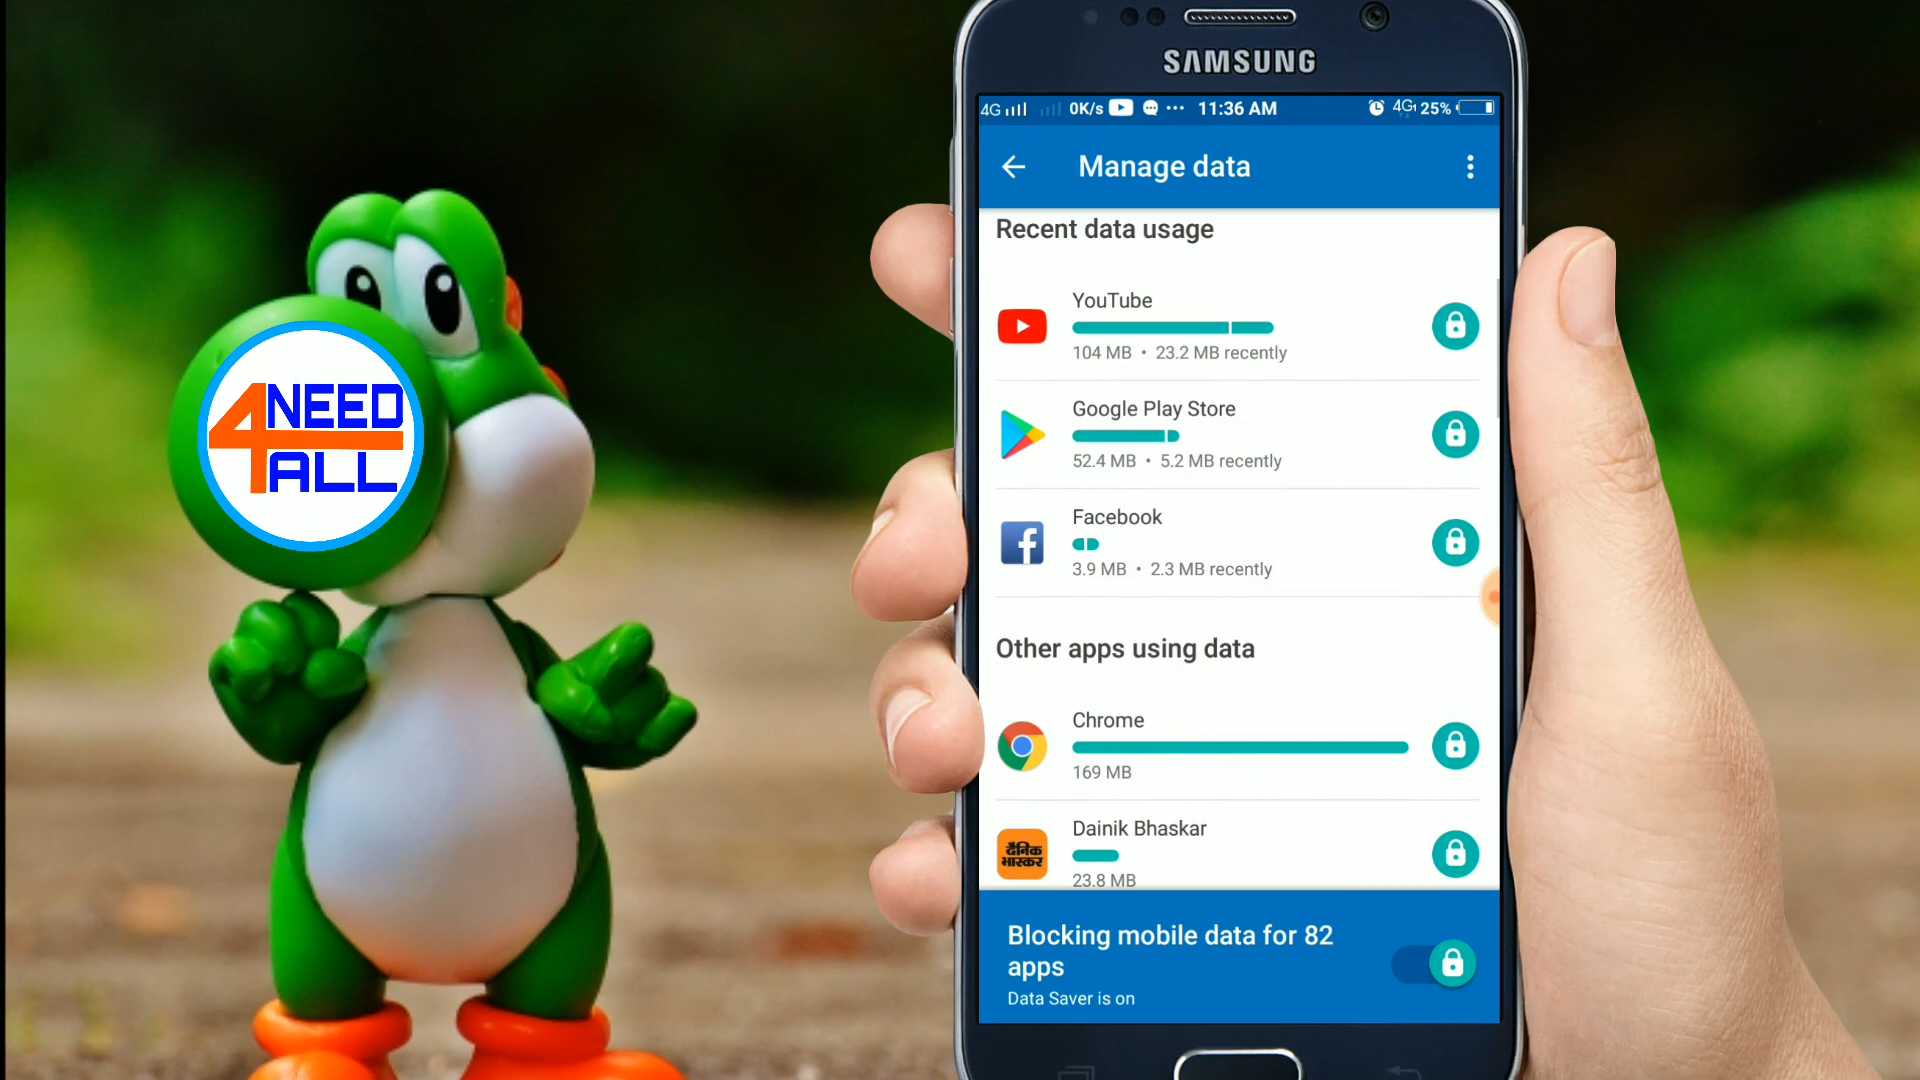 4
NEED
ALL
SAMSUNG
4G 0K/s ... 11:36 AM 4G1 25%
Manage data
Recent data usage
YouTube
104 MB • 23.2 MB recently
Google Play Store
52.4 MB • 5.2 MB recently
Facebook
3.9 MB • 2.3 MB recently
Other apps using data
Chrome
169 MB
दैनिक
भास्कर
Dainik Bhaskar
23.8 MB
Blocking mobile data for 82
apps
Data Saver is on